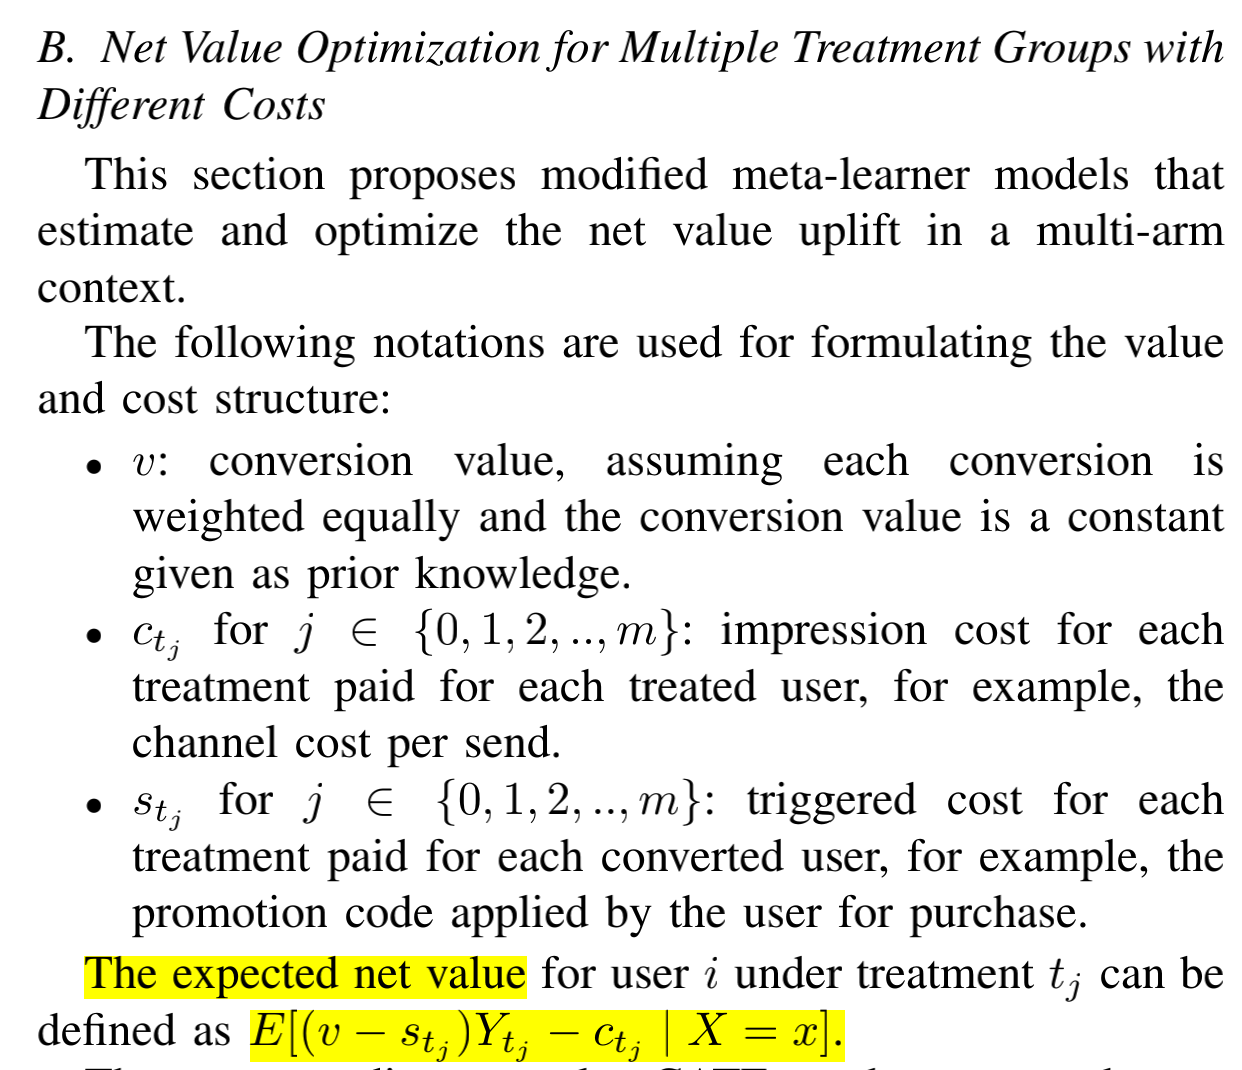 B. Net Value Optimization for Multiple Treatment Groups with
Different Costs
This section proposes modified meta-learner models that
estimate and optimize the net value uplift in a multi-arm
context.
The following notations are used for formulating the value
and cost structure:
• v: conversion value, assuming each conversion is
weighted equally and the conversion value is a constant
given as prior knowledge.
• c_{t_j} for j ∈ {0, 1, 2, .., m}: impression cost for each
treatment paid for each treated user, for example, the
channel cost per send.
• s_{t_j} for j ∈ {0, 1, 2, .., m}: triggered cost for each
treatment paid for each converted user, for example, the
promotion code applied by the user for purchase.
The expected net value for user i under treatment t_j can be
defined as E[(v − s_{t_j})Y_{t_j} − c_{t_j} | X = x].